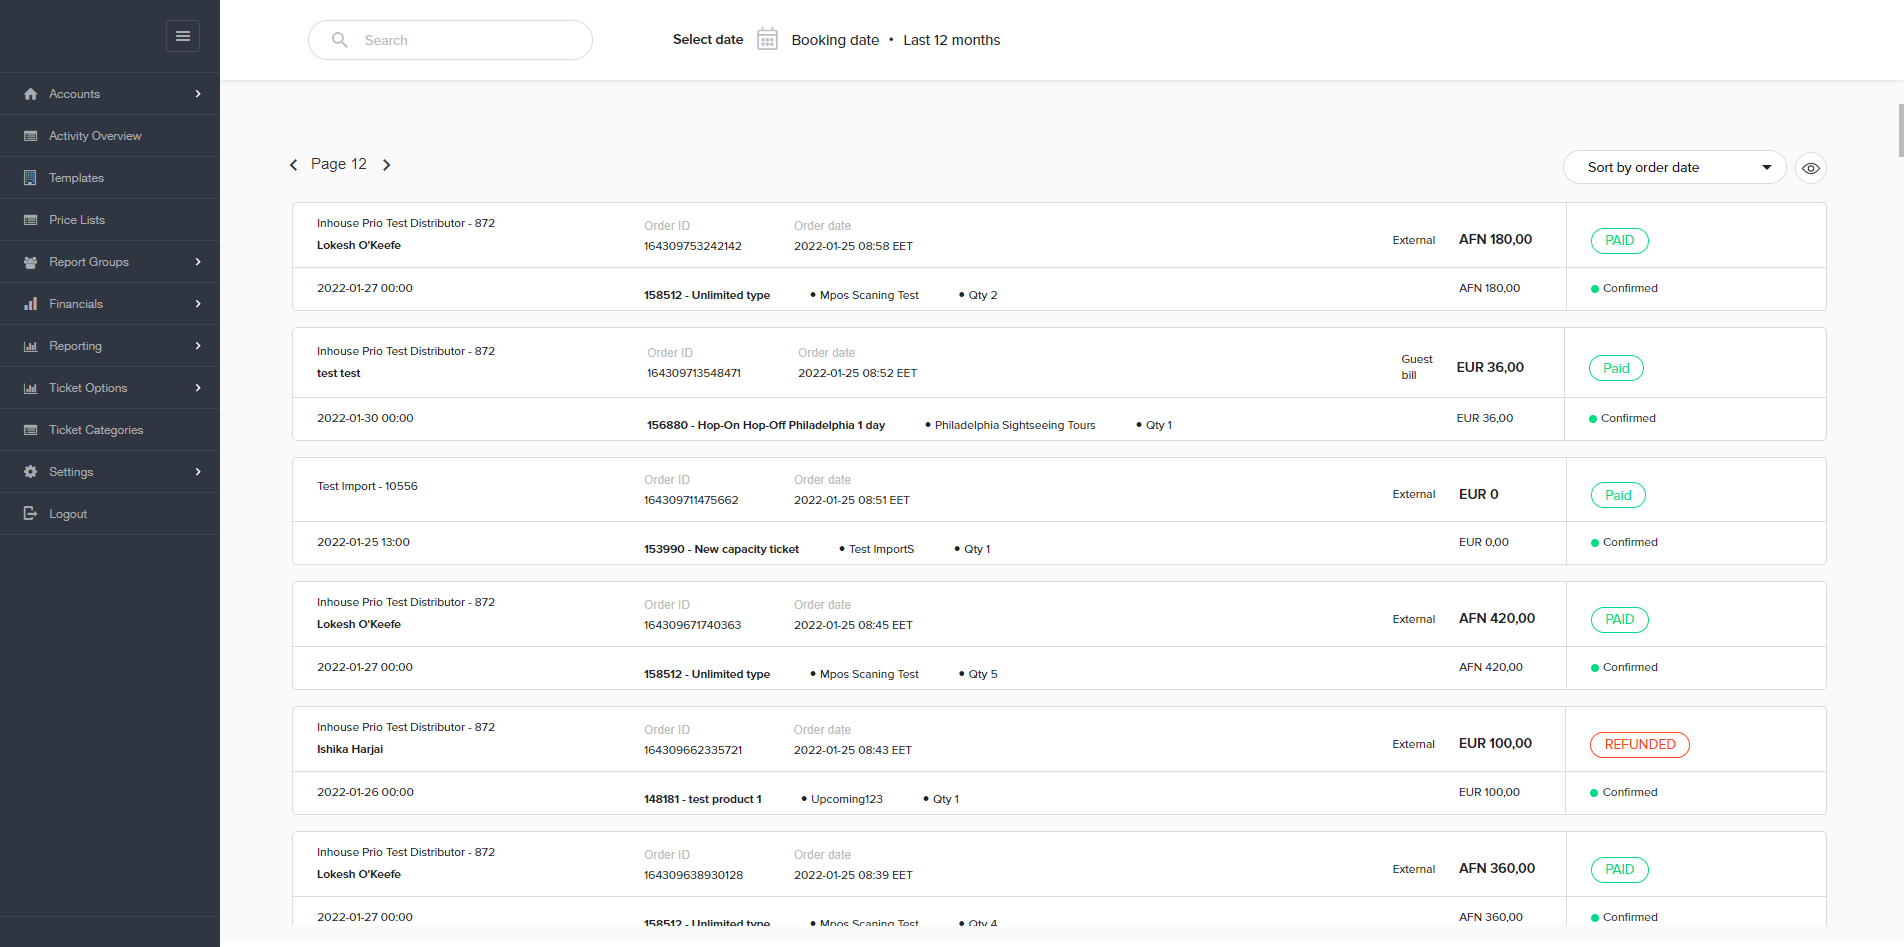 Search
Select date Booking date • Last 12 months
Accounts
Activity Overview
Templates
Price Lists
Report Groups
Financials
Reporting
Ticket Options
Ticket Categories
Settings
Logout
Page 12
Sort by order date
Inhouse Prio Test Distributor - 872
Lokesh O'Keefe
Order ID
164309753242142
Order date
2022-01-25 08:58 EET
External AFN 180,00 PAID
2022-01-27 00:00 158512 - Unlimited type • Mpos Scaning Test • Qty 2 AFN 180,00 Confirmed
Inhouse Prio Test Distributor - 872
test test
Order ID
164309713548471
Order date
2022-01-25 08:52 EET
Guest
bill
EUR 36,00 Paid
2022-01-30 00:00 156880 - Hop-On Hop-Off Philadelphia 1 day • Philadelphia Sightseeing Tours • Qty 1 EUR 36,00 Confirmed
Test Import - 10556
Order ID
164309711475662
Order date
2022-01-25 08:51 EET
External EUR 0 Paid
2022-01-25 13:00 153990 - New capacity ticket • Test ImportS • Qty 1 EUR 0,00 Confirmed
Inhouse Prio Test Distributor - 872
Lokesh O'Keefe
Order ID
164309671740363
Order date
2022-01-25 08:45 EET
External AFN 420,00 PAID
2022-01-27 00:00 158512 - Unlimited type • Mpos Scaning Test • Qty 5 AFN 420,00 Confirmed
Inhouse Prio Test Distributor - 872
Ishika Harjai
Order ID
164309662335721
Order date
2022-01-25 08:43 EET
External EUR 100,00 REFUNDED
2022-01-26 00:00 148181 - test product 1 • Upcoming123 • Qty 1 EUR 100,00 Confirmed
Inhouse Prio Test Distributor - 872
Lokesh O'Keefe
Order ID
164309638930128
Order date
2022-01-25 08:39 EET
External AFN 360,00 PAID
2022-01-27 00:00 158512 - Unlimited type • Mpos Scaning Test • Qty 4 AFN 360,00 Confirmed